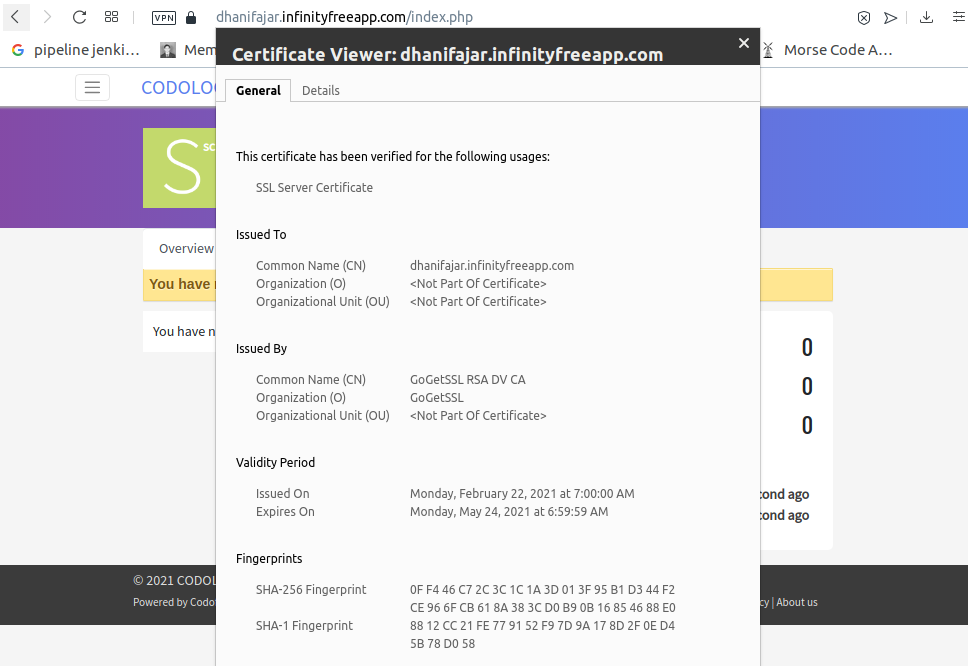 VPN dhanifajar.infinityfreeapp.com/index.php
G pipeline jenki... Mem Morse Code A...
Certificate Viewer: dhanifajar.infinityfreeapp.com
CODOLO
General Details
S sc
This certificate has been verified for the following usages:
SSL Server Certificate
Issued To
Overview
Common Name (CN) dhanifajar.infinityfreeapp.com
Organization (O) <Not Part Of Certificate>
You have
Organizational Unit (OU) <Not Part Of Certificate>
You have n
Issued By
0
Common Name (CN) GoGetSSL RSA DV CA
0
Organization (O) GoGetSSL
Organizational Unit (OU) <Not Part Of Certificate>
0
Validity Period
Issued On Monday, February 22, 2021 at 7:00:00 AM
cond ago
Expires On Monday, May 24, 2021 at 6:59:59 AM
cond ago
Fingerprints
© 2021 CODOL
SHA-256 Fingerprint 0F F4 46 C7 2C 3C 1C 1A 3D 01 3F 95 B1 D3 44 F2
CE 96 6F CB 61 8A 38 3C D0 B9 0B 16 85 46 88 E0
Powered by Codo
cy | About us
SHA-1 Fingerprint 88 12 CC 21 FE 77 91 52 F9 7D 9A 17 8D 2F 0E D4
5B 78 D0 58